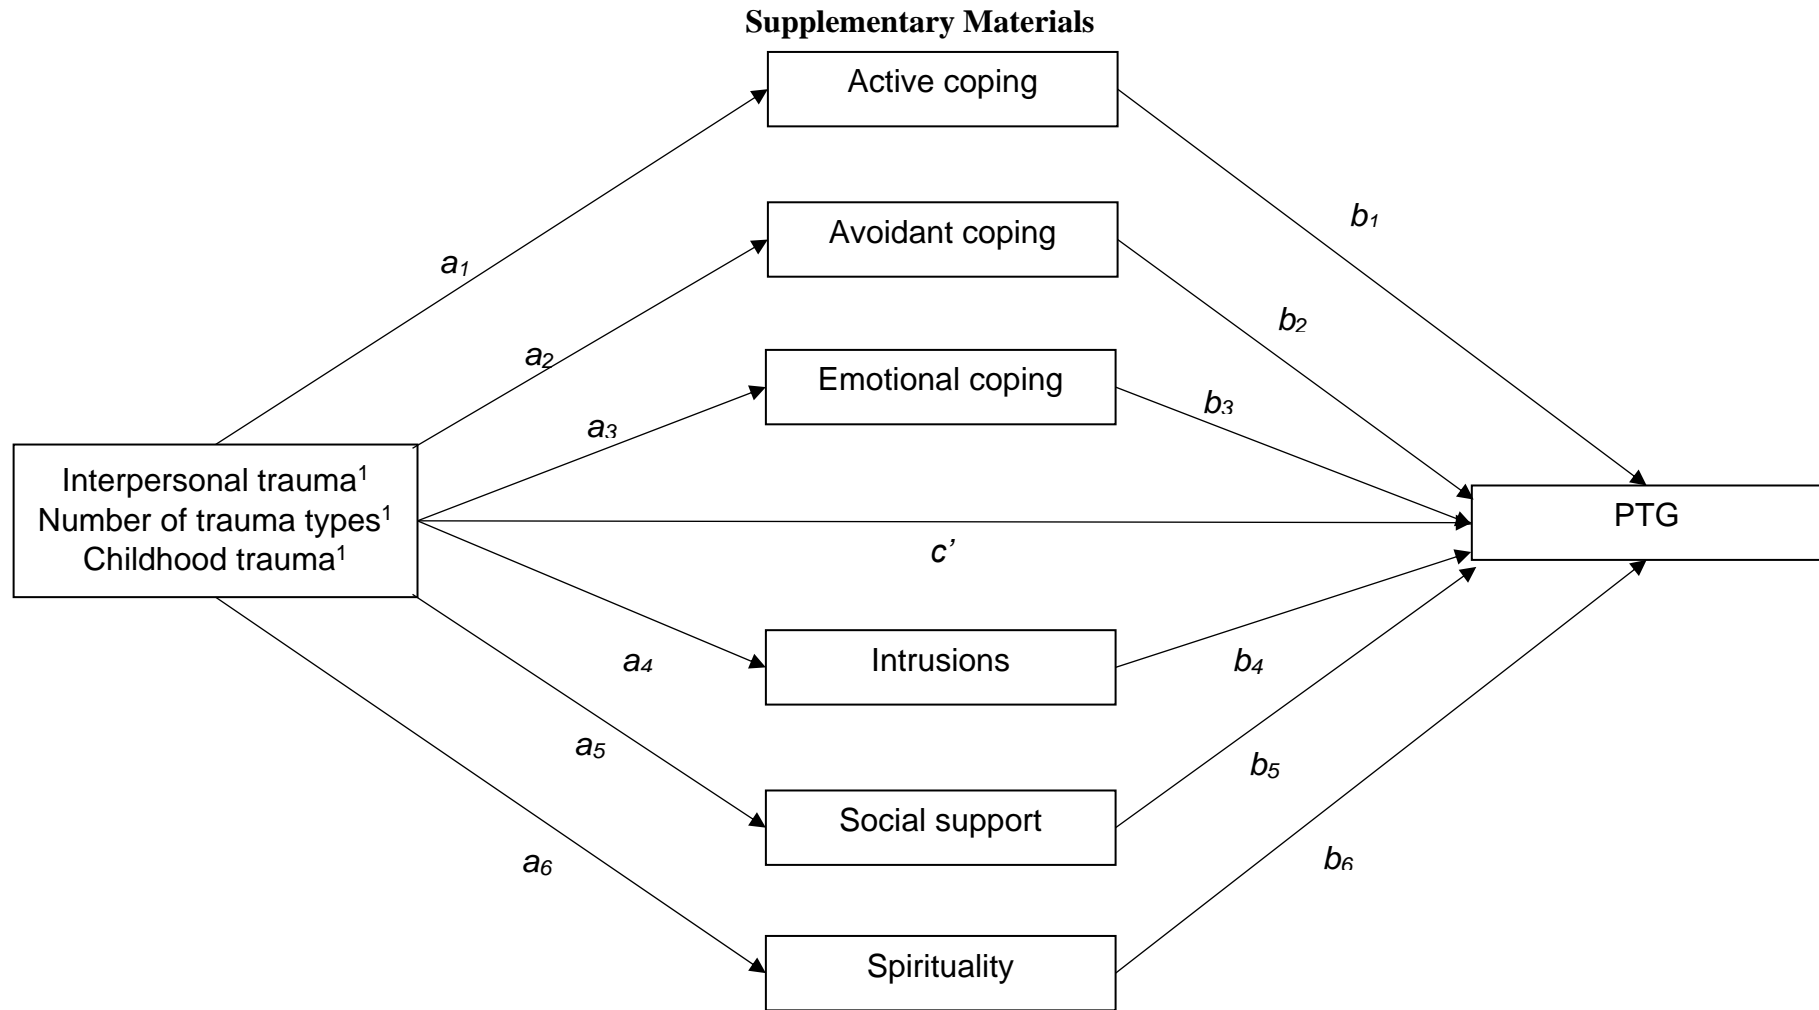 Supplementary Materials
Active coping
b₁
Avoidant coping
a₁
b₂
a₂
Emotional coping
b₃
a₃
Interpersonal trauma¹
Number of trauma types¹
Childhood trauma¹
PTG
c’
Intrusions
a₄
b₄
a₅
b₅
Social support
a₆
b₆
Spirituality